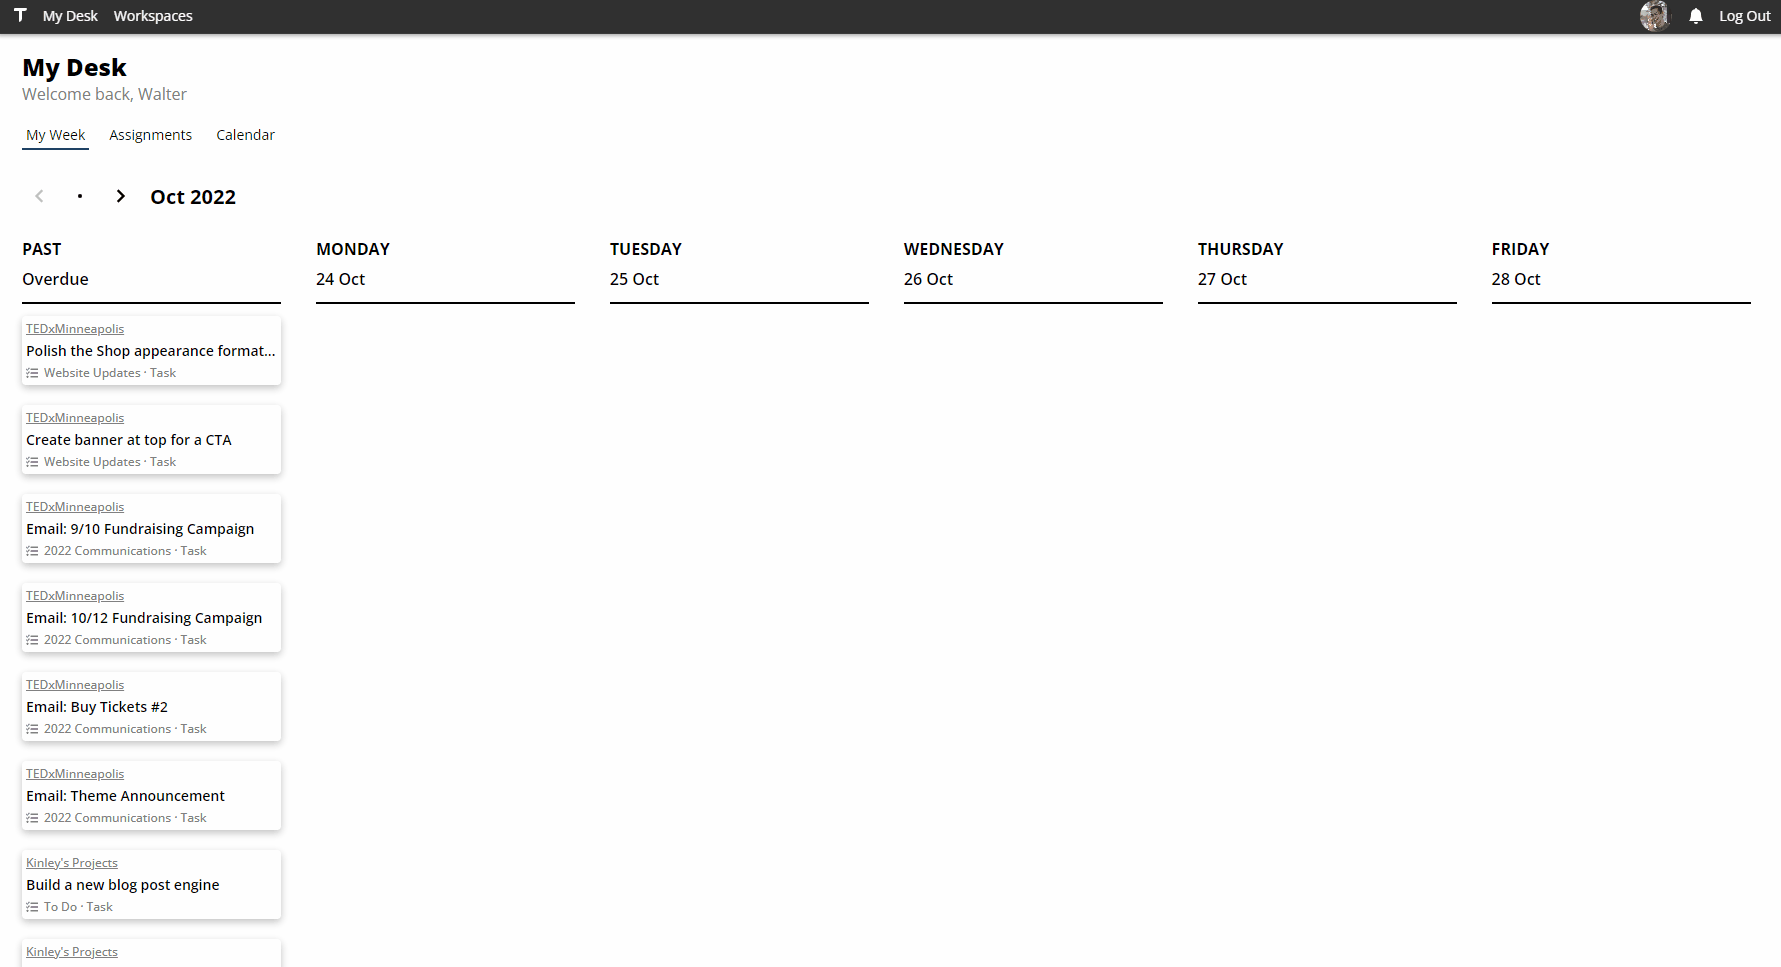 T My Desk Workspaces Log Out
My Desk
Welcome back, Walter
My Week Assignments Calendar
Oct 2022
PAST MONDAY TUESDAY WEDNESDAY THURSDAY FRIDAY
Overdue 24 Oct 25 Oct 26 Oct 27 Oct 28 Oct
TEDxMinneapolis
Polish the Shop appearance format...
Website Updates · Task
TEDxMinneapolis
Create banner at top for a CTA
Website Updates · Task
TEDxMinneapolis
Email: 9/10 Fundraising Campaign
2022 Communications · Task
TEDxMinneapolis
Email: 10/12 Fundraising Campaign
2022 Communications · Task
TEDxMinneapolis
Email: Buy Tickets #2
2022 Communications · Task
TEDxMinneapolis
Email: Theme Announcement
2022 Communications · Task
Kinley's Projects
Build a new blog post engine
To Do · Task
Kinley's Projects